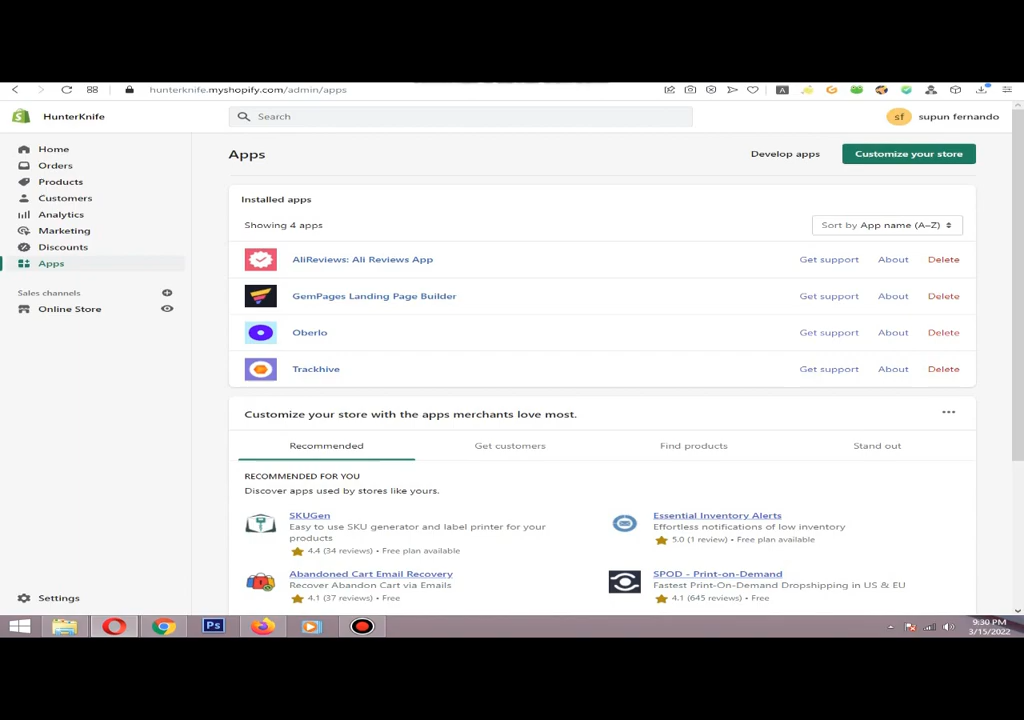 hunterknife.myshopify.com/admin/apps
HunterKnife
Search
sf
supun fernando
Home
Orders
Products
Customers
Analytics
Marketing
Discounts
Apps
Sales channels
Online Store
Settings
Apps
Develop apps
Customize your store
Installed apps
Showing 4 apps
Sort by App name (A–Z)
AliReviews: Ali Reviews App Get support About Delete
GemPages Landing Page Builder Get support About Delete
Oberlo Get support About Delete
Trackhive Get support About Delete
Customize your store with the apps merchants love most.
Recommended Get customers Find products Stand out
RECOMMENDED FOR YOU
Discover apps used by stores like yours.
SKUGen
Easy to use SKU generator and label printer for your
products
4.4 (34 reviews) • Free plan available
Essential Inventory Alerts
Effortless notifications of low inventory
5.0 (1 review) • Free plan available
Abandoned Cart Email Recovery
Recover Abandon Cart via Emails
4.1 (37 reviews) • Free
SPOD - Print-on-Demand
Fastest Print-On-Demand Dropshipping in US & EU
4.1 (645 reviews) • Free
Ps
9:30 PM
3/15/2022